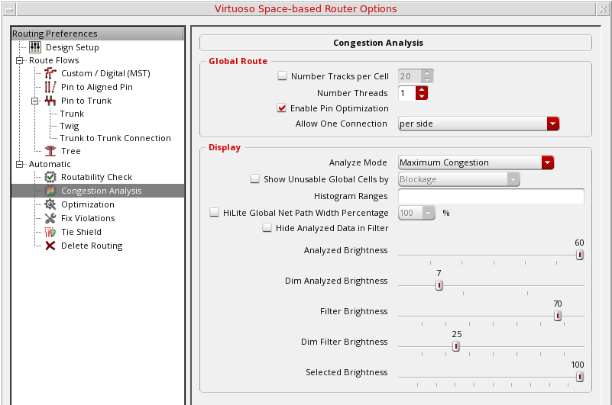 Virtuoso Space-based Router Options
Routing Preferences
Design Setup
Route Flows
Custom / Digital (MST)
Pin to Aligned Pin
Pin to Trunk
Trunk
Twig
Trunk to Trunk Connection
Tree
Automatic
Routability Check
Congestion Analysis
Optimization
Fix Violations
Tie Shield
Delete Routing
Congestion Analysis
Global Route
Number Tracks per Cell 20
Number Threads 1
Enable Pin Optimization
Allow One Connection per side
Display
Analyze Mode Maximum Congestion
Show Unusable Global Cells by Blockage
Histogram Ranges
HiLite Global Net Path Width Percentage 100 %
Hide Analyzed Data in Filter
Analyzed Brightness 60
Dim Analyzed Brightness 7
Filter Brightness 70
Dim Filter Brightness 25
Selected Brightness 100